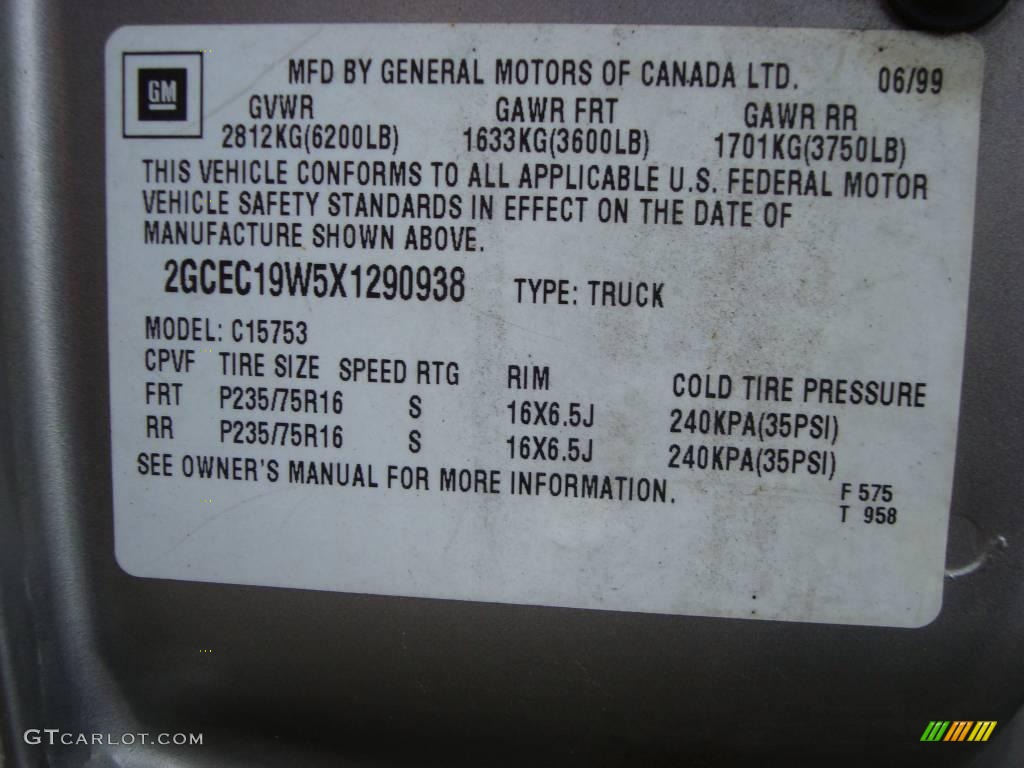 GM
MFD BY GENERAL MOTORS OF CANADA LTD. 06/99
GVWR GAWR FRT GAWR RR
2812KG(6200LB) 1633KG(3600LB) 1701KG(3750LB)
THIS VEHICLE CONFORMS TO ALL APPLICABLE U.S. FEDERAL MOTOR
VEHICLE SAFETY STANDARDS IN EFFECT ON THE DATE OF
MANUFACTURE SHOWN ABOVE.
2GCEC19W5X1290938 TYPE: TRUCK
MODEL: C15753
CPVF TIRE SIZE SPEED RTG RIM COLD TIRE PRESSURE
FRT P235/75R16 S 16X6.5J 240KPA(35PSI)
RR P235/75R16 S 16X6.5J 240KPA(35PSI)
SEE OWNER'S MANUAL FOR MORE INFORMATION.
F 575
T 958
GTCARLOT.COM